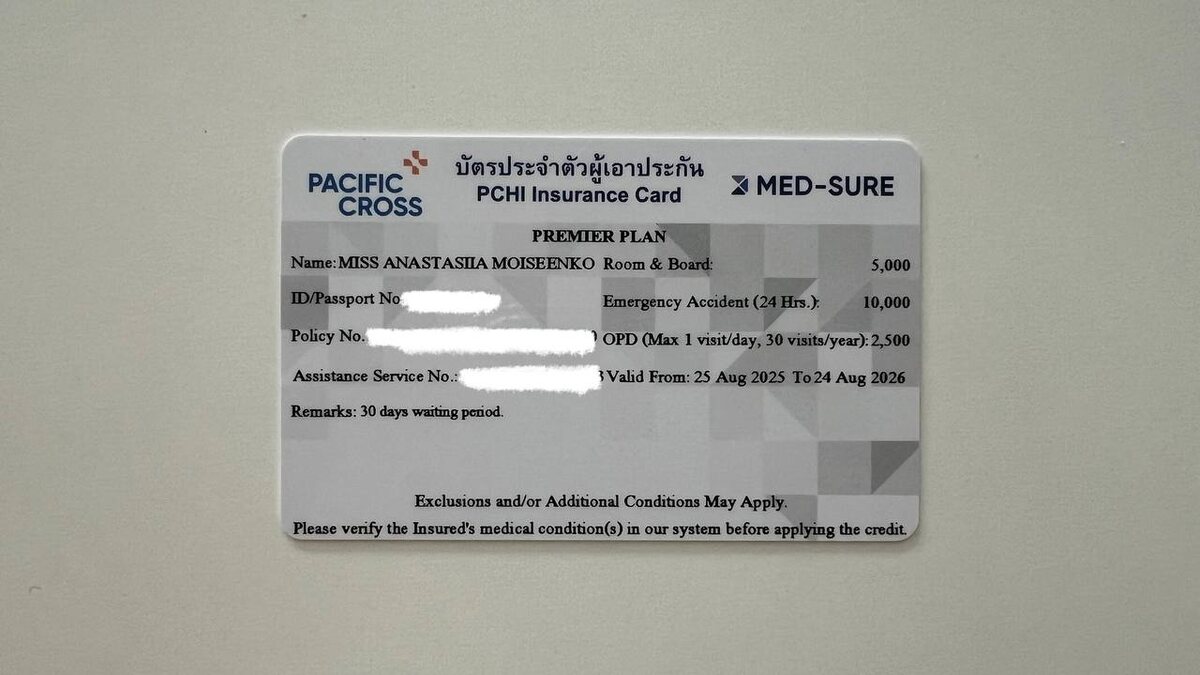 PACIFIC
CROSS
บัตรประจำตัวผู้เอาประกัน
PCHI Insurance Card
MED-SURE
PREMIER PLAN
Name: MISS ANASTASIIA MOISEENKO Room & Board: 5,000
ID/Passport No Emergency Accident (24 Hrs.): 10,000
Policy No. OPD (Max 1 visit/day, 30 visits/year): 2,500
Assistance Service No.: Valid From: 25 Aug 2025 To 24 Aug 2026
Remarks: 30 days waiting period.
Exclusions and/or Additional Conditions May Apply.
Please verify the Insured's medical condition(s) in our system before applying the credit.